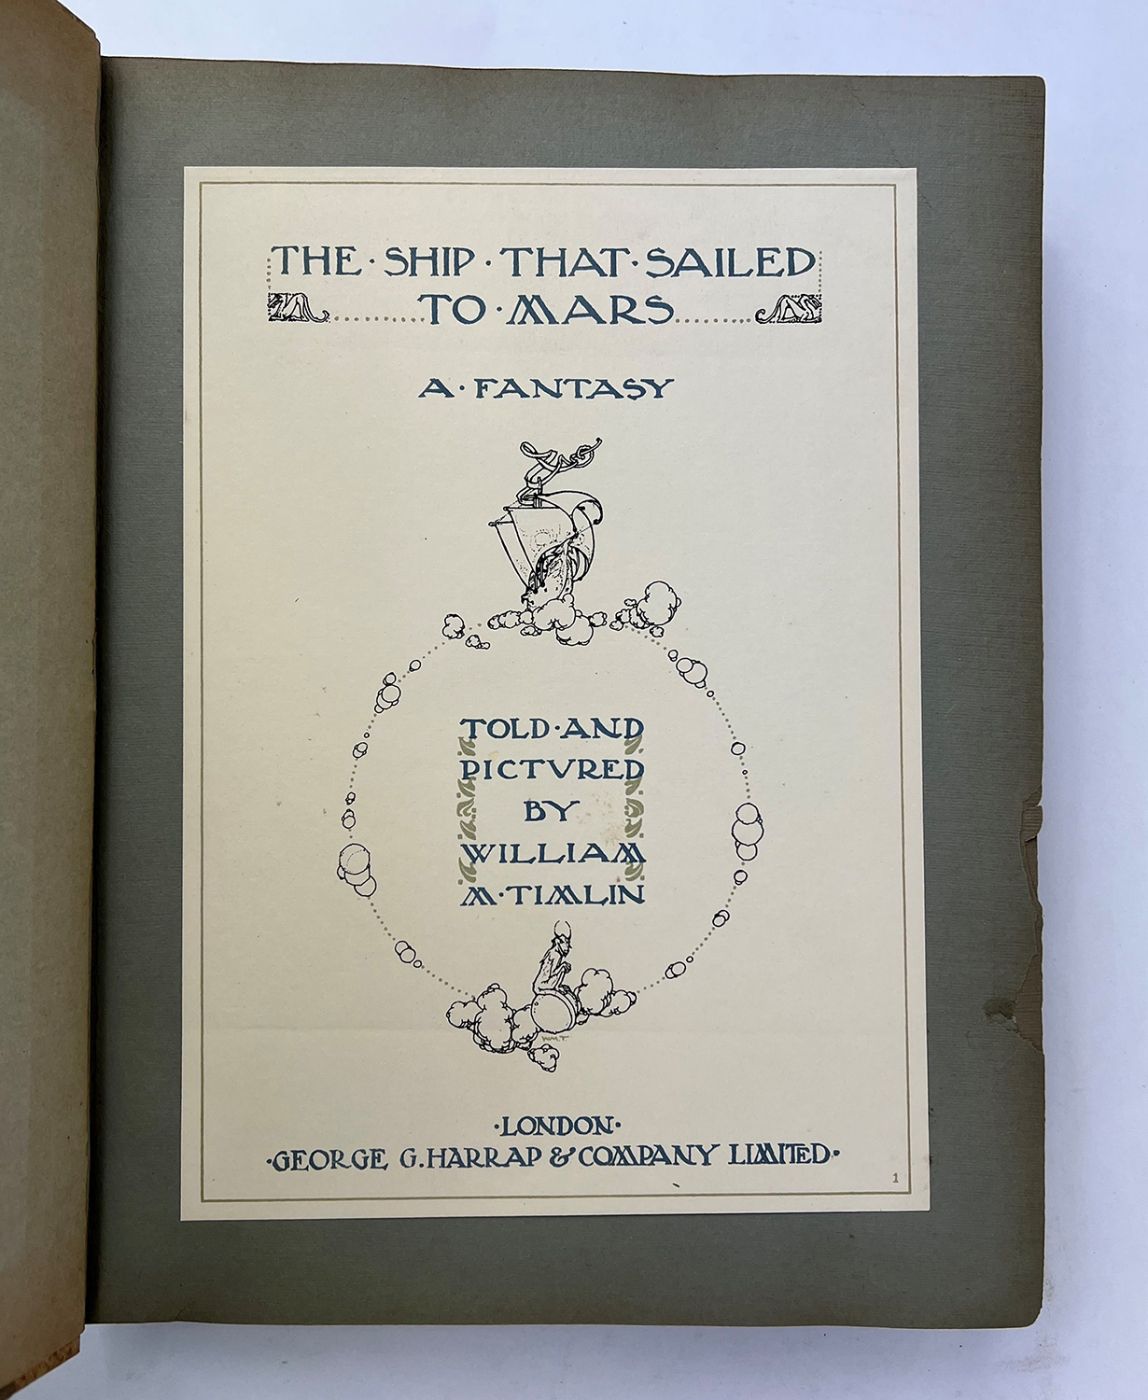 THE · SHIP · THAT · SAILED
TO · MARS
A · FANTASY
TOLD · AND
PICTVRED
BY
WILLIAM
M · TIMLIN
WM.T.
· LONDON ·
· GEORGE G. HARRAP & COMPANY LIMITED ·
1